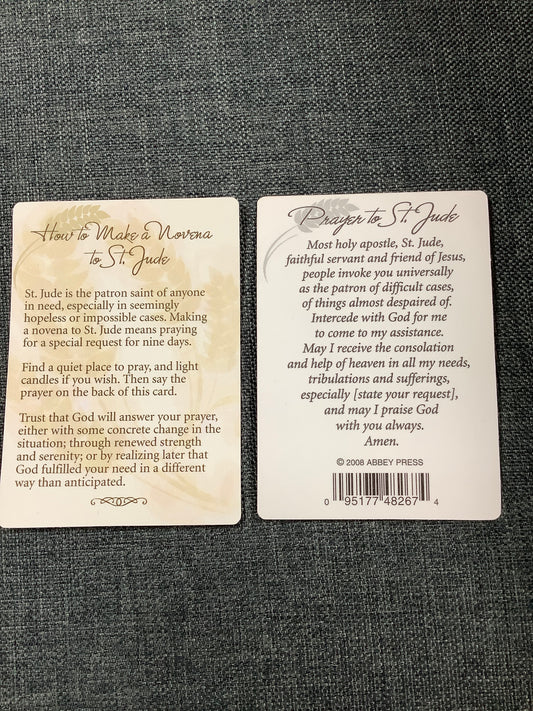 How to Make a Novena
to St. Jude
St. Jude is the patron saint of anyone
in need, especially in seemingly
hopeless or impossible cases. Making
a novena to St. Jude means praying
for a special request for nine days.
Find a quiet place to pray, and light
candles if you wish. Then say the
prayer on the back of this card.
Trust that God will answer your prayer,
either with some concrete change in the
situation; through renewed strength
and serenity; or by realizing later that
God fulfilled your need in a different
way than anticipated.
Prayer to St. Jude
Most holy apostle, St. Jude,
faithful servant and friend of Jesus,
people invoke you universally
as the patron of difficult cases,
of things almost despaired of.
Intercede with God for me
to come to my assistance.
May I receive the consolation
and help of heaven in all my needs,
tribulations and sufferings,
especially [state your request],
and may I praise God
with you always.
Amen.
© 2008 ABBEY PRESS
0 95177 48267 4